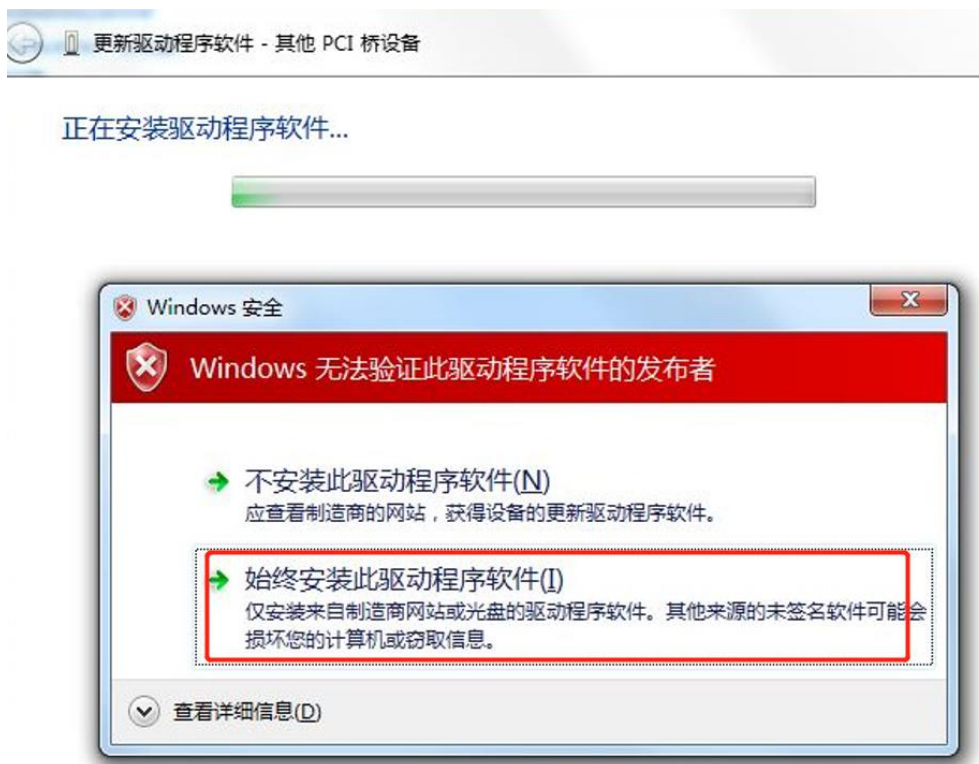 更新驱动程序软件 - 其他 PCI 桥设备
正在安装驱动程序软件...
Windows 安全
Windows 无法验证此驱动程序软件的发布者
不安装此驱动程序软件(N)
应查看制造商的网站，获得设备的更新驱动程序软件。
始终安装此驱动程序软件(I)
仅安装来自制造商网站或光盘的驱动程序软件。其他来源的未签名软件可能会
损坏您的计算机或窃取信息。
查看详细信息(D)